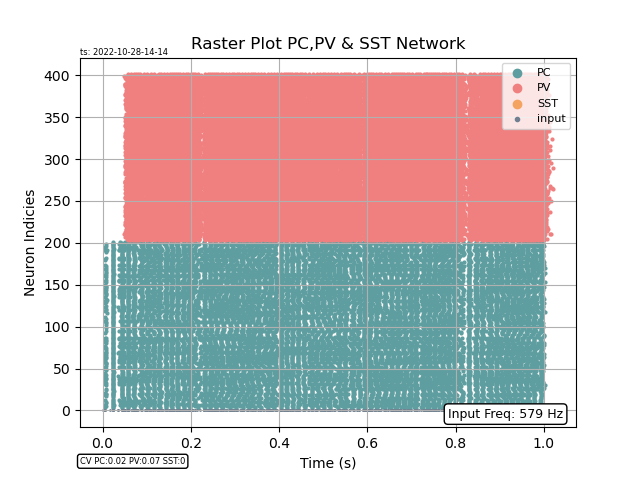 Raster Plot PC,PV & SST Network
ts: 2022-10-28-14-14
PC
PV
SST
input
400
350
300
250
200
150
100
50
0
Neuron Indicies
Input Freq: 579 Hz
0.0 0.2 0.4 0.6 0.8 1.0
Time (s)
CV PC:0.02 PV:0.07 SST:0